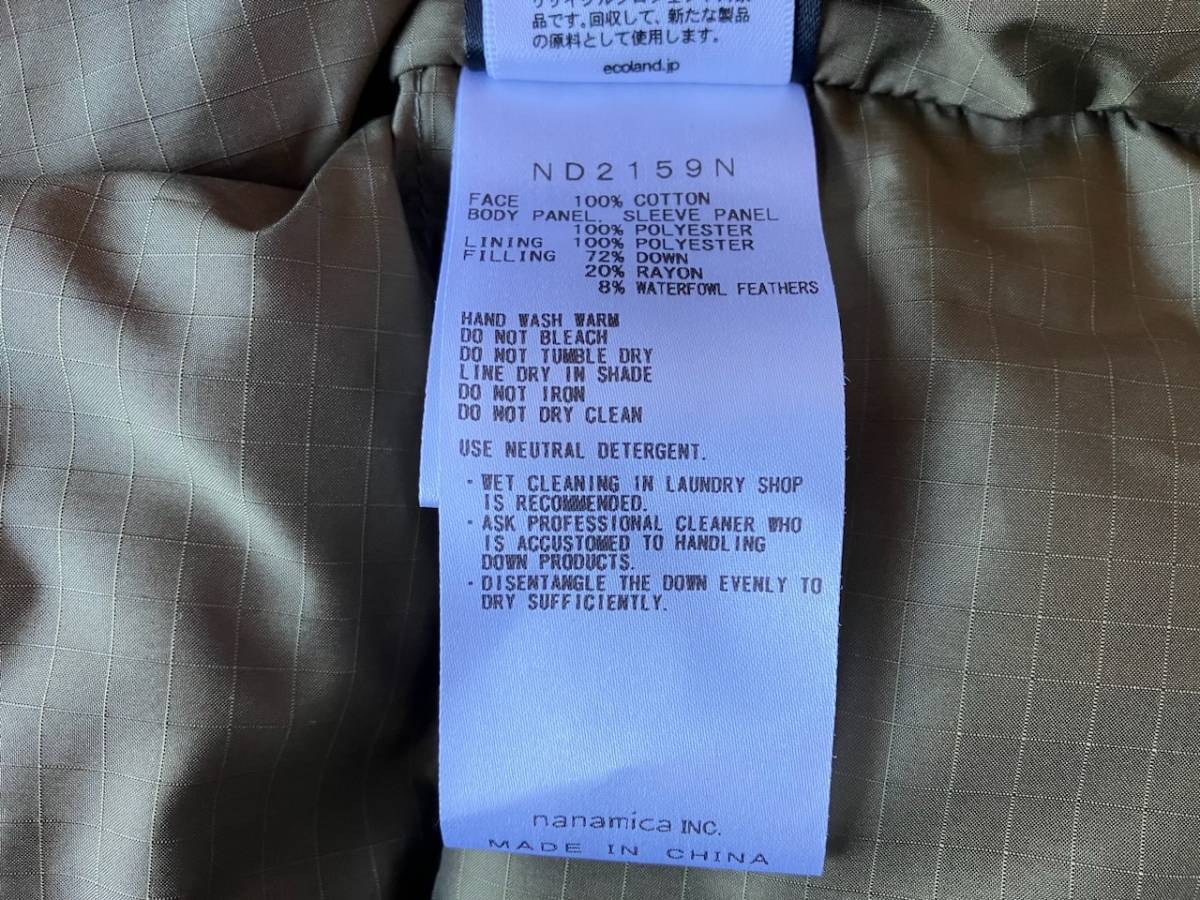 品です。回収して、新たな製品
の原料として使用します。
ecoland.jp
ND2159N
FACE 100% COTTON
BODY PANEL, SLEEVE PANEL
100% POLYESTER
LINING 100% POLYESTER
FILLING 72% DOWN
20% RAYON
8% WATERFOWL FEATHERS
HAND WASH WARM
DO NOT BLEACH
DO NOT TUMBLE DRY
LINE DRY IN SHADE
DO NOT IRON
DO NOT DRY CLEAN
USE NEUTRAL DETERGENT.
・WET CLEANING IN LAUNDRY SHOP
IS RECOMMENDED.
・ASK PROFESSIONAL CLEANER WHO
IS ACCUSTOMED TO HANDLING
DOWN PRODUCTS.
・DISENTANGLE THE DOWN EVENLY TO
DRY SUFFICIENTLY.
nanamica INC.
MADE IN CHINA